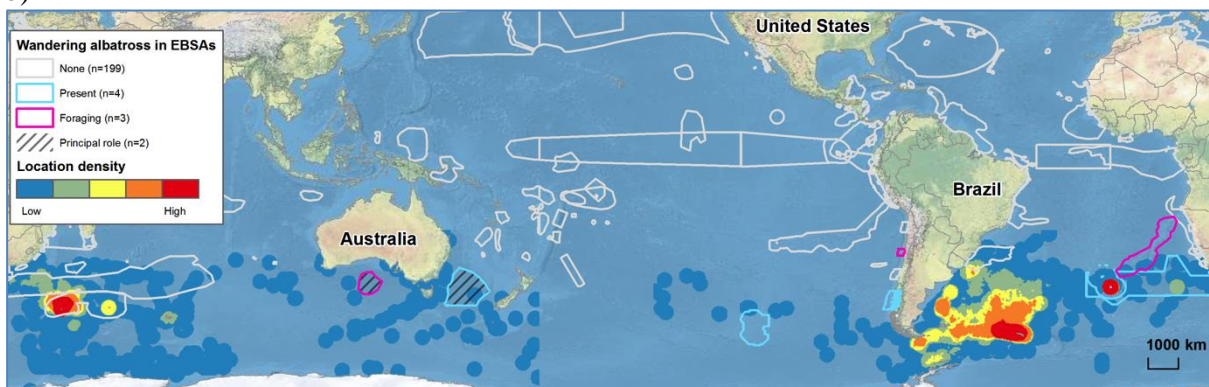 Wandering albatross in EBSAs
None (n=199)
Present (n=4)
Foraging (n=3)
Principal role (n=2)
Location density
Low High
United States
Brazil
Australia
1000 km